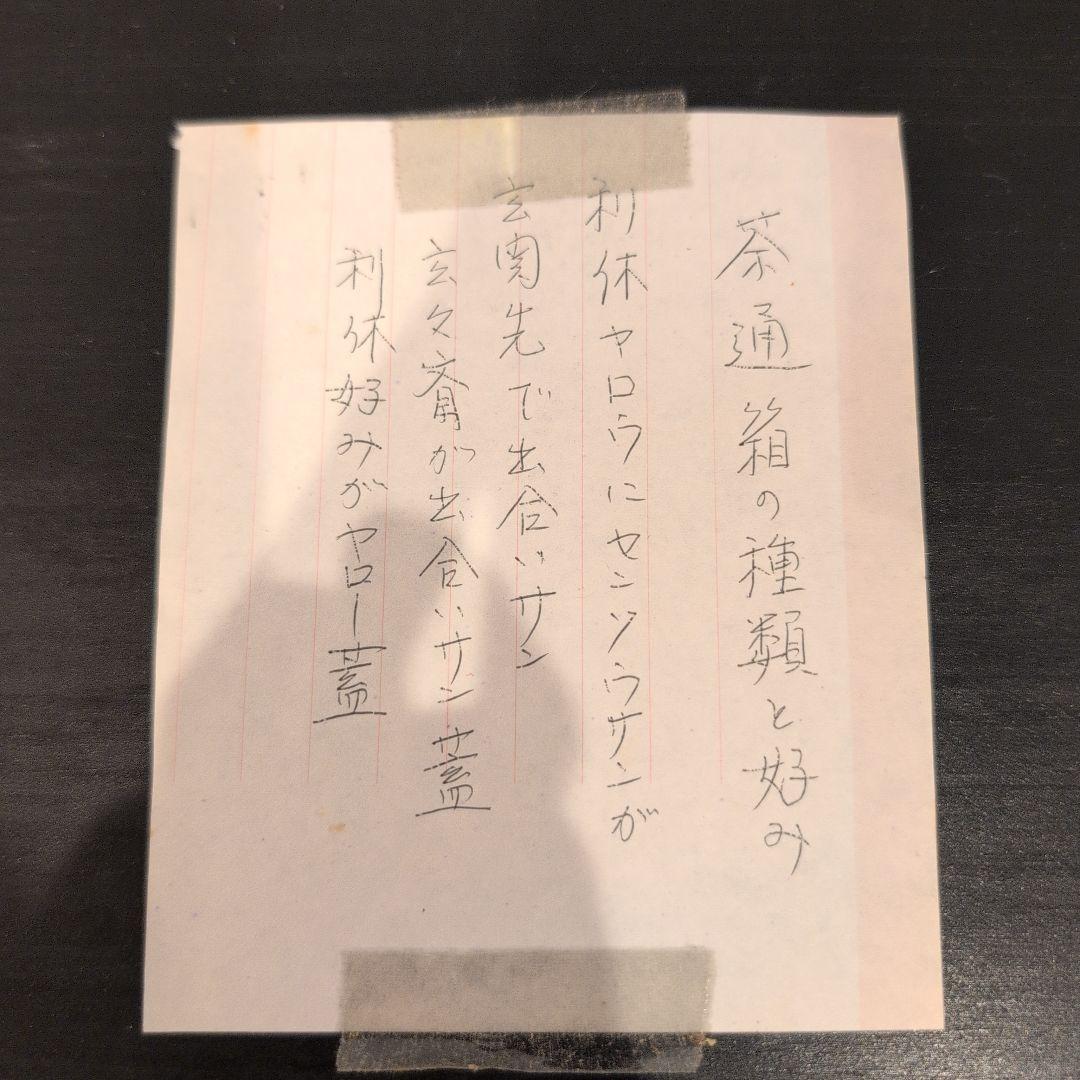 茶通箱の種類と好み
利休ヤロウにセンソウサンが
玄関先で出合いサン
玄々斎が出合いサン蓋
利休好みがヤロー蓋